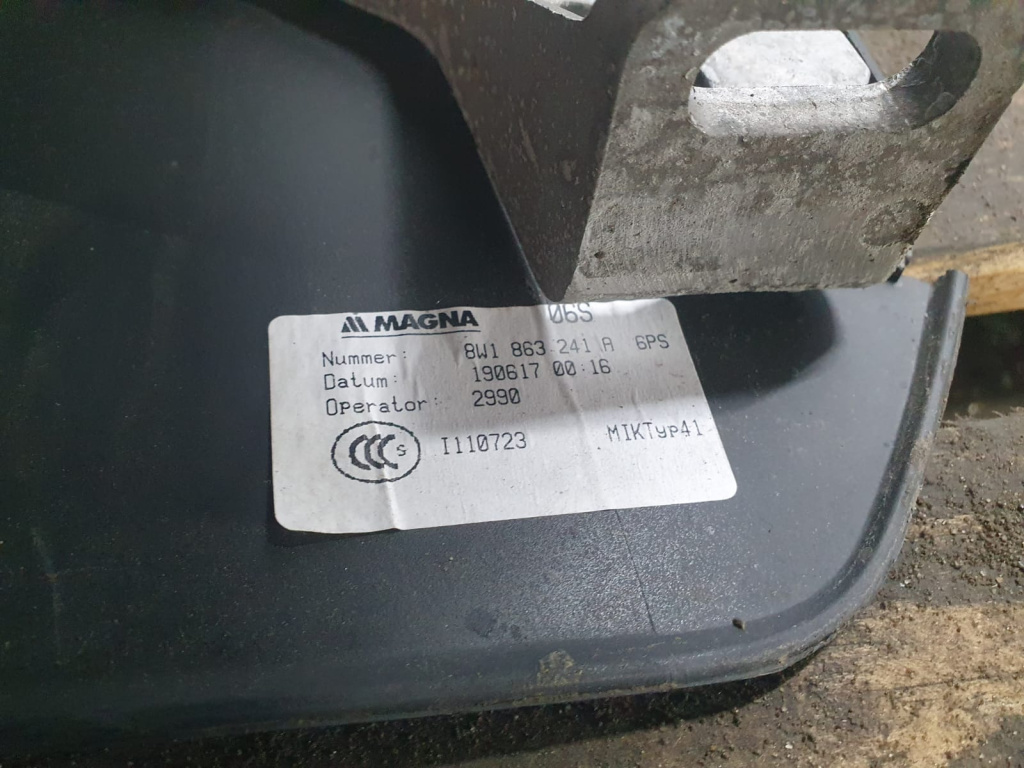 MAGNA 06S
Nummer: 8W1 863 241 A 6PS
Datum: 190617 00:16
Operator: 2990
CCC S I110723 MIKTyp41